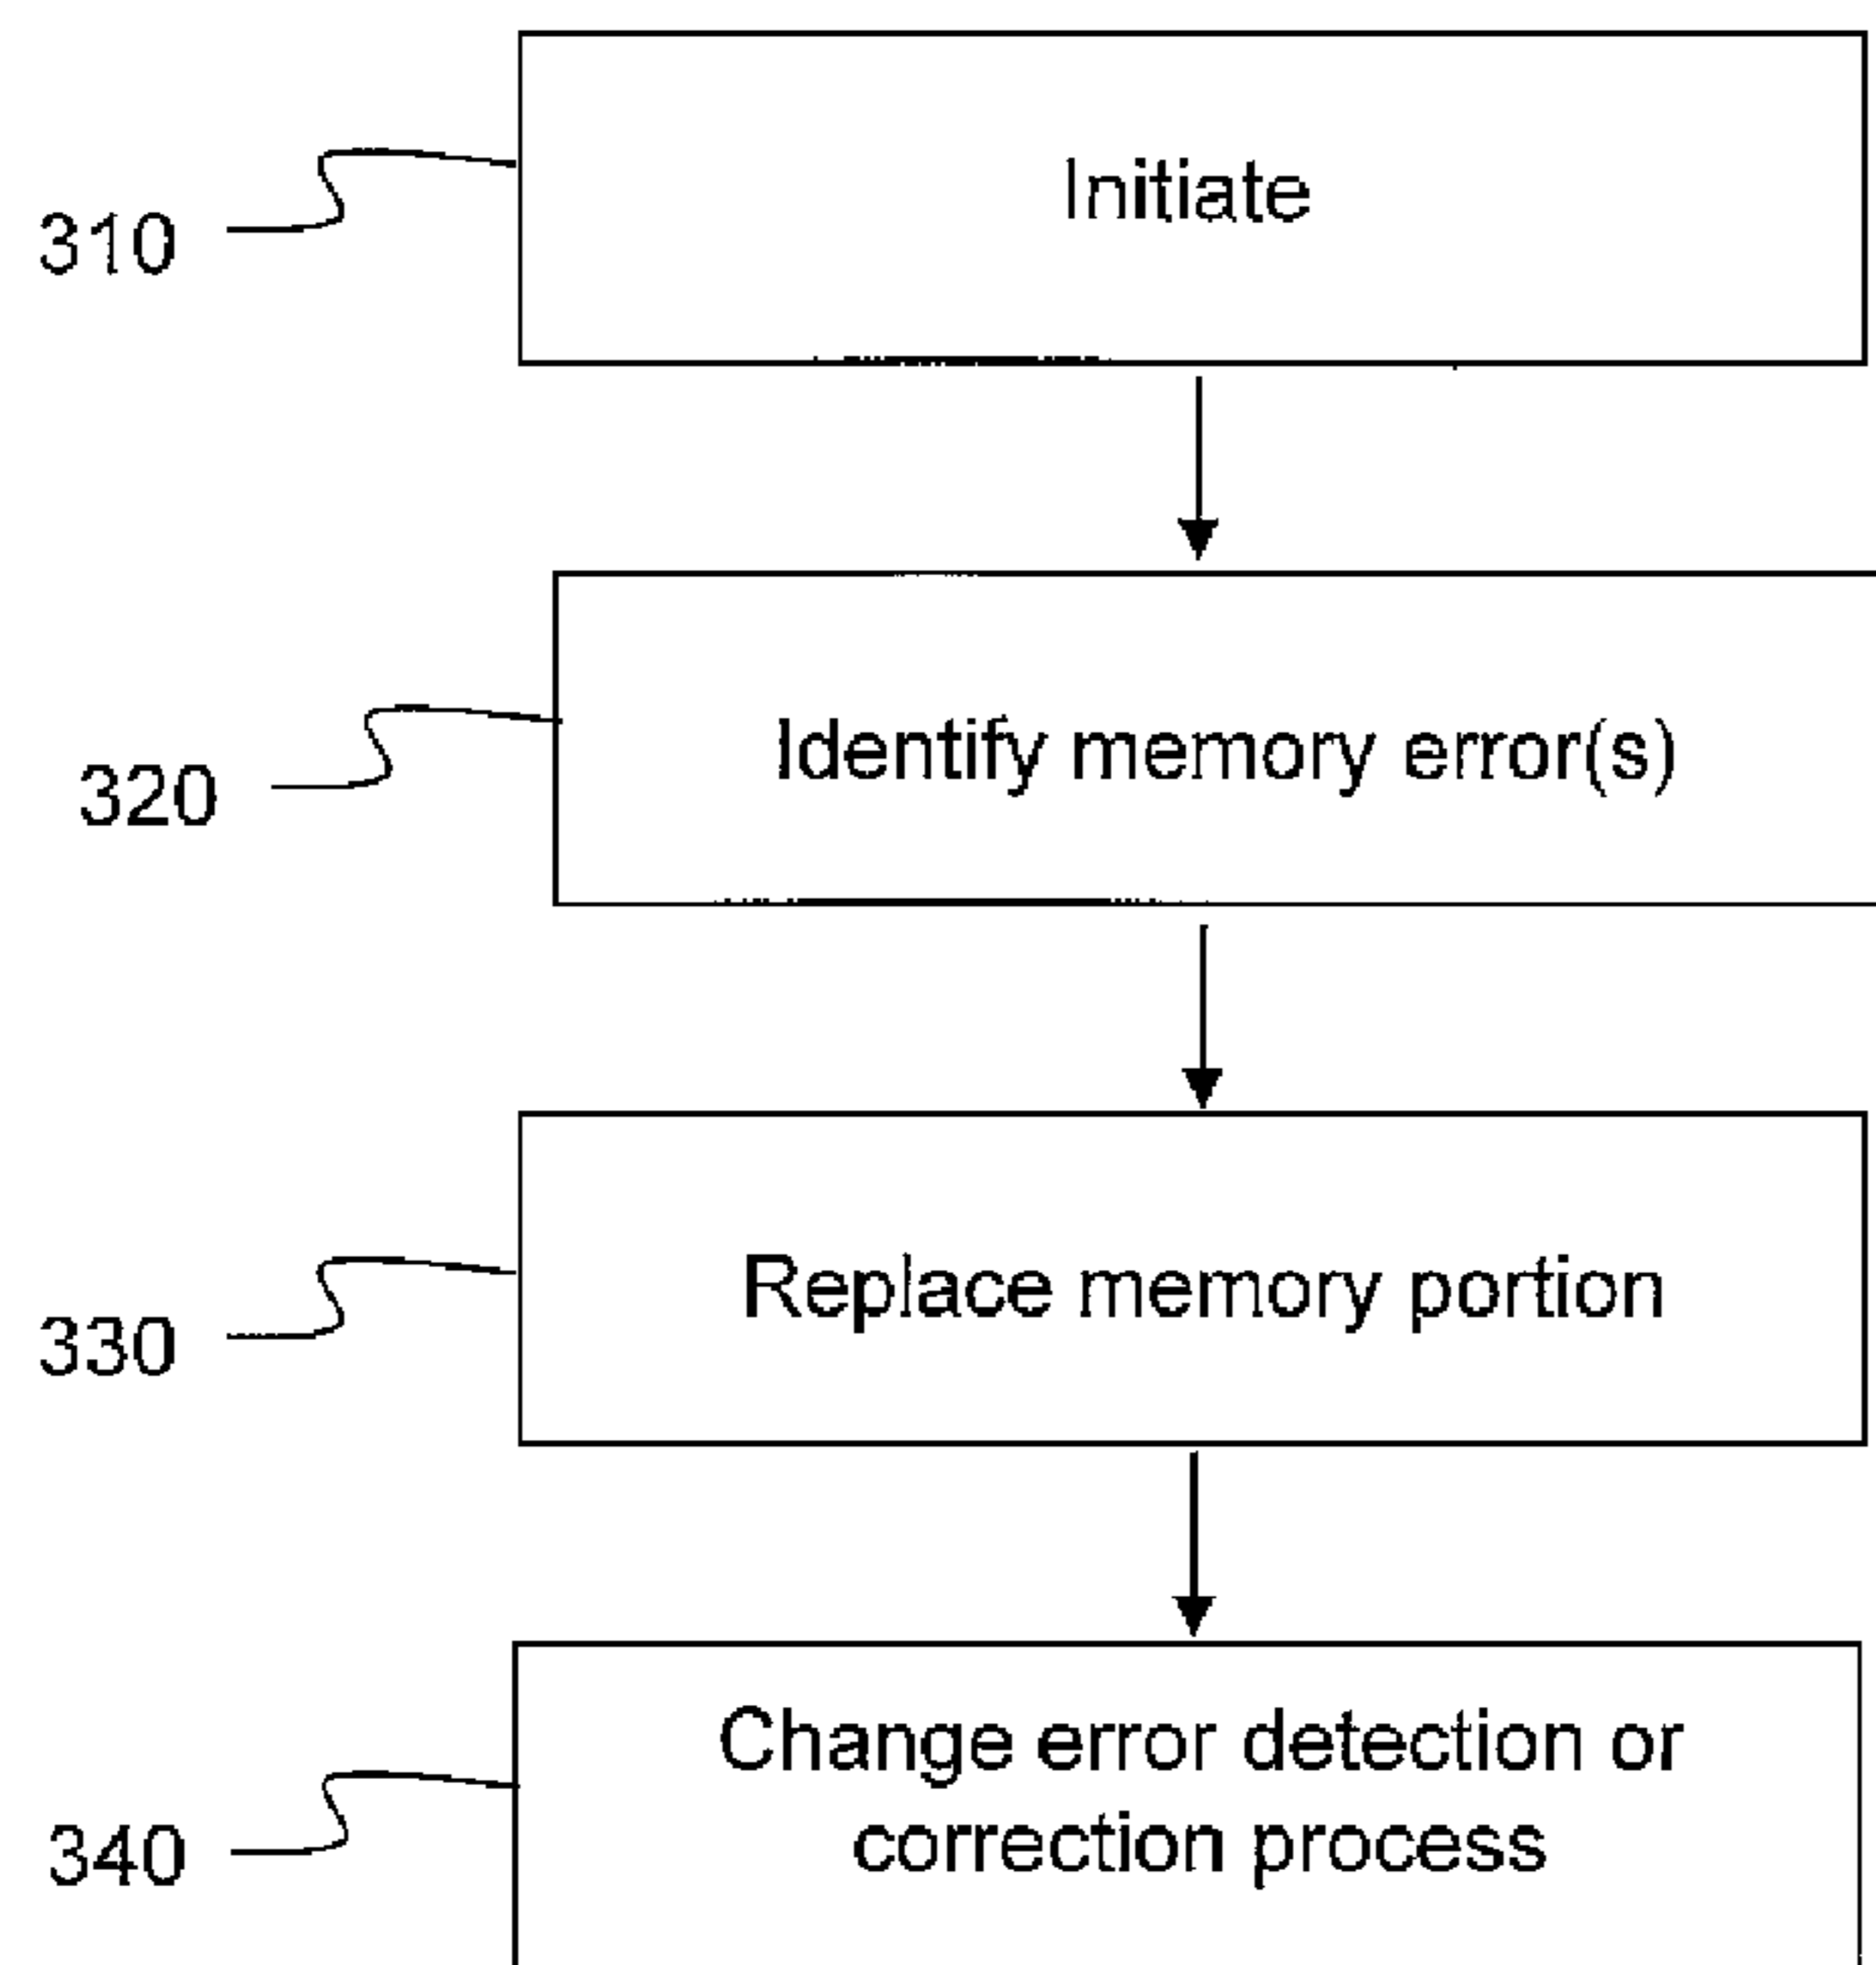 Initiate
310
Identify memory error(s)
320
Replace memory portion
330
Change error detection or
correction process
340